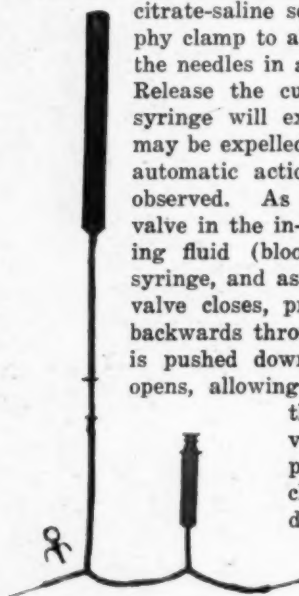 citrate-saline so
phy clamp to a
the needles in a
Release the cu
syringe will ex
may be expelled
automatic actio
observed. As
valve in the in-
ing fluid (bloo
syringe, and as
valve closes, pr
backwards thro
is pushed down
opens, allowing
th
v
p
cl
d